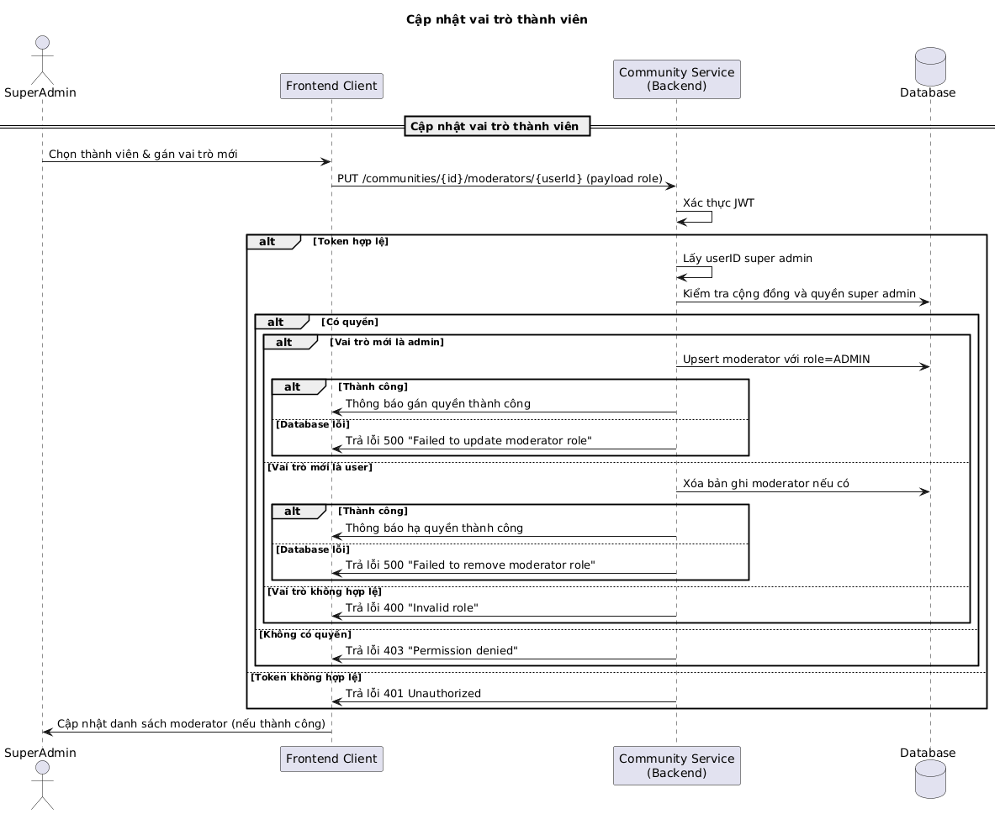 Cập nhật vai trò thành viên
SuperAdmin
Frontend Client
Community Service
(Backend)
Database
Cập nhật vai trò thành viên
Chọn thành viên & gán vai trò mới
PUT /communities/{id}/moderators/{userId} (payload role)
Xác thực JWT
alt [Token hợp lệ]
Lấy userID super admin
Kiểm tra cộng đồng và quyền super admin
alt [Có quyền]
alt [Vai trò mới là admin]
Upsert moderator với role=ADMIN
alt [Thành công]
Thông báo gán quyền thành công
[Database lỗi]
Trả lỗi 500 "Failed to update moderator role"
[Vai trò mới là user]
Xóa bản ghi moderator nếu có
alt [Thành công]
Thông báo hạ quyền thành công
[Database lỗi]
Trả lỗi 500 "Failed to remove moderator role"
[Vai trò không hợp lệ]
Trả lỗi 400 "Invalid role"
[Không có quyền]
Trả lỗi 403 "Permission denied"
[Token không hợp lệ]
Trả lỗi 401 Unauthorized
Cập nhật danh sách moderator (nếu thành công)
SuperAdmin
Frontend Client
Community Service
(Backend)
Database